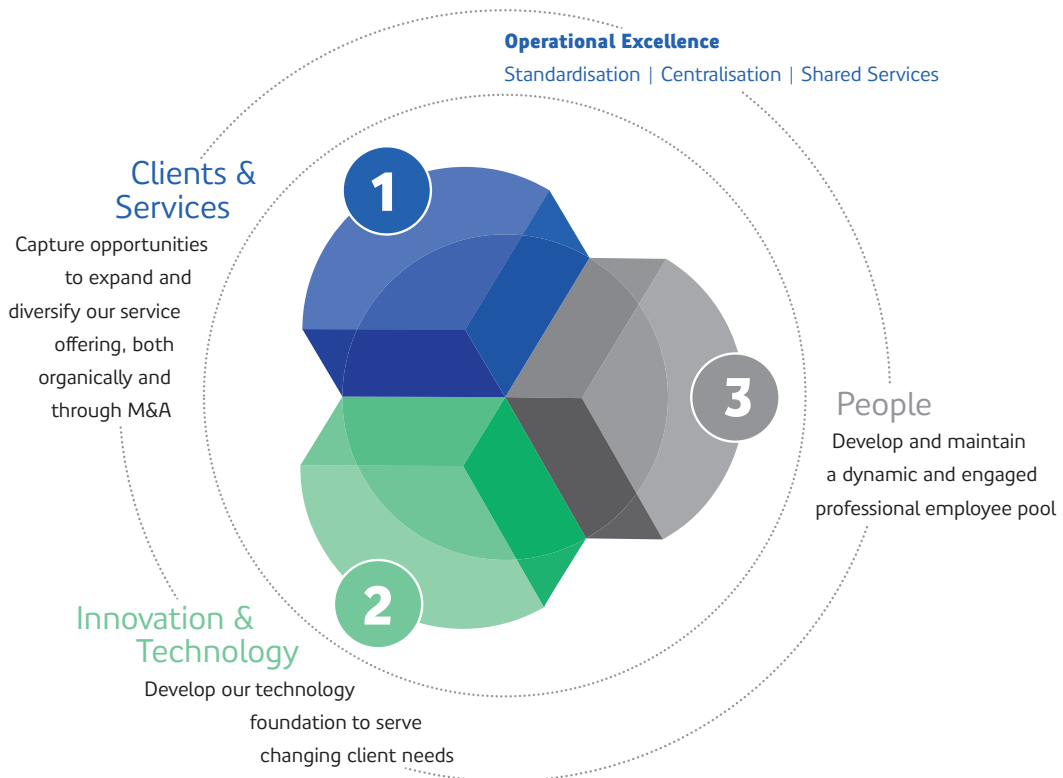 Operational Excellence
Standardisation | Centralisation | Shared Services
1
Clients &
Services
Capture opportunities
to expand and
diversify our service
offering, both
organically and
through M&A
3
People
Develop and maintain
a dynamic and engaged
professional employee pool
2
Innovation &
Technology
Develop our technology
foundation to serve
changing client needs